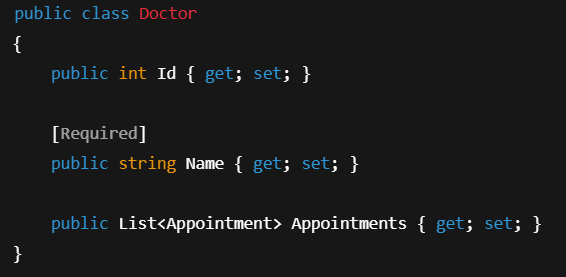 public class Doctor
{
    public int Id { get; set; }

    [Required]
    public string Name { get; set; }

    public List<Appointment> Appointments { get; set; }
}